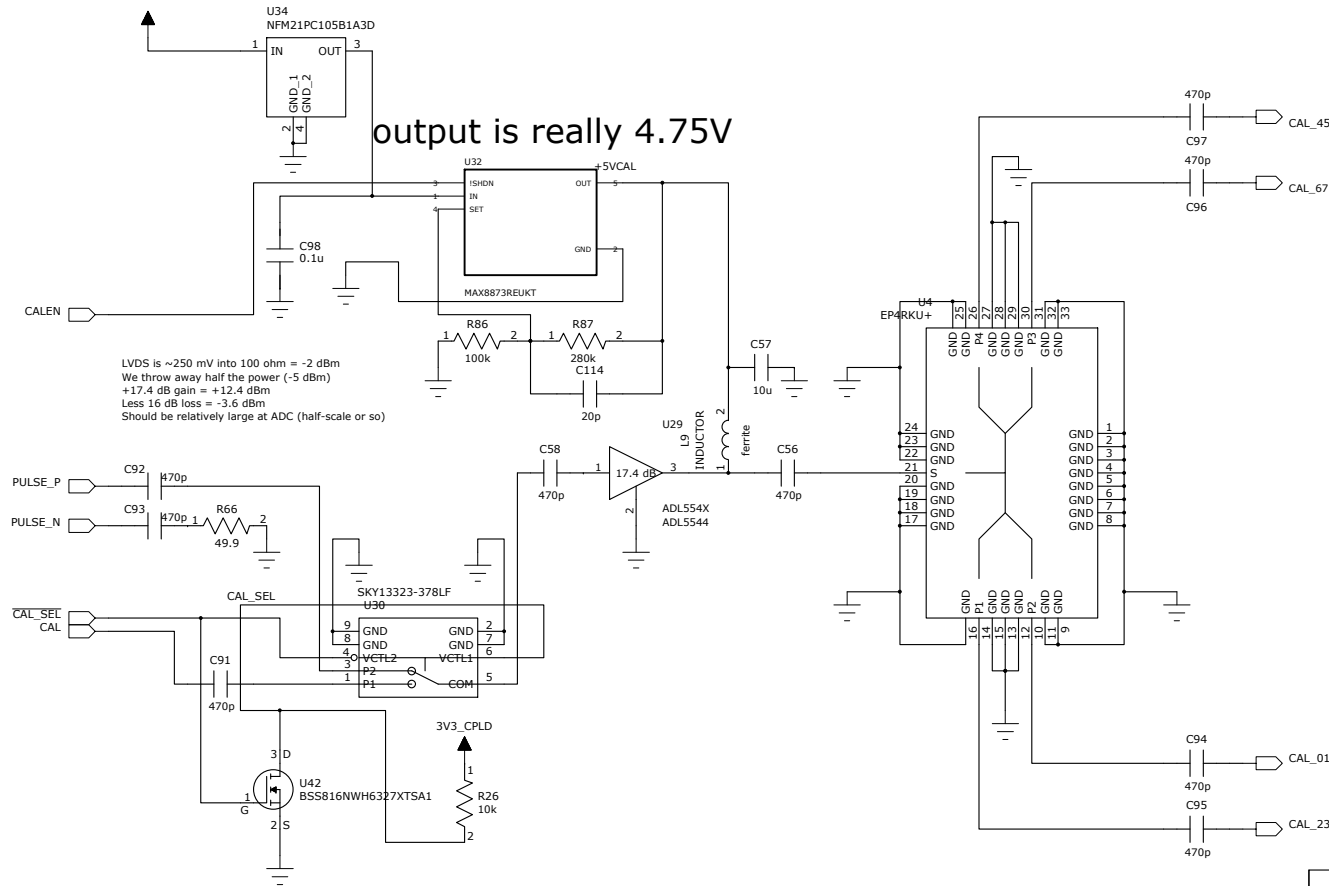 U34
NFM21PC105B1A3D
1 IN OUT 3
GND_1
GND_2
2 4
output is really 4.75V
U32
+5VCAL
3 !SHDN OUT 5
1 IN
4 SET
GND 2
MAX8873REUKT
C98
0.1u
CALEN
1 R86 2
100k
1 R87 2
280k
C114
20p
C57
10u
LVDS is ~250 mV into 100 ohm = -2 dBm
We throw away half the power (-5 dBm)
+17.4 dB gain = +12.4 dBm
Less 16 dB loss = -3.6 dBm
Should be relatively large at ADC (half-scale or so)
PULSE_P
C92
470p
PULSE_N
C93
470p
1 R66 2
49.9
C58
470p
U29
1 17.4 dB 3
2
ADL554X
ADL5544
L9
INDUCTOR
1 2
ferrite
C56
470p
CAL_SEL
CAL
CAL_SEL
C91
470p
SKY13323-378LF
U30
9 GND GND 2
8 GND GND 7
4 VCTL2 VCTL1 6
3 P2
1 P1 COM 5
3 D
U42
BSS816NWH6327XTSA1
1
G
2 S
3V3_CPLD
1
R26
10k
2
U4
EP4RKU+
25 26 27 28 29 30 31 32 33
GND GND P4 GND GND GND P3 GND GND
24 GND GND 1
23 GND GND 2
22 GND GND 3
21 S GND 4
20 GND GND 5
19 GND GND 6
18 GND GND 7
17 GND GND 8
GND P1 GND GND P2 GND GND
16 14 15 13 12 10 11 9
470p
C97
CAL_45
470p
C96
CAL_67
C94
470p
CAL_01
C95
470p
CAL_23